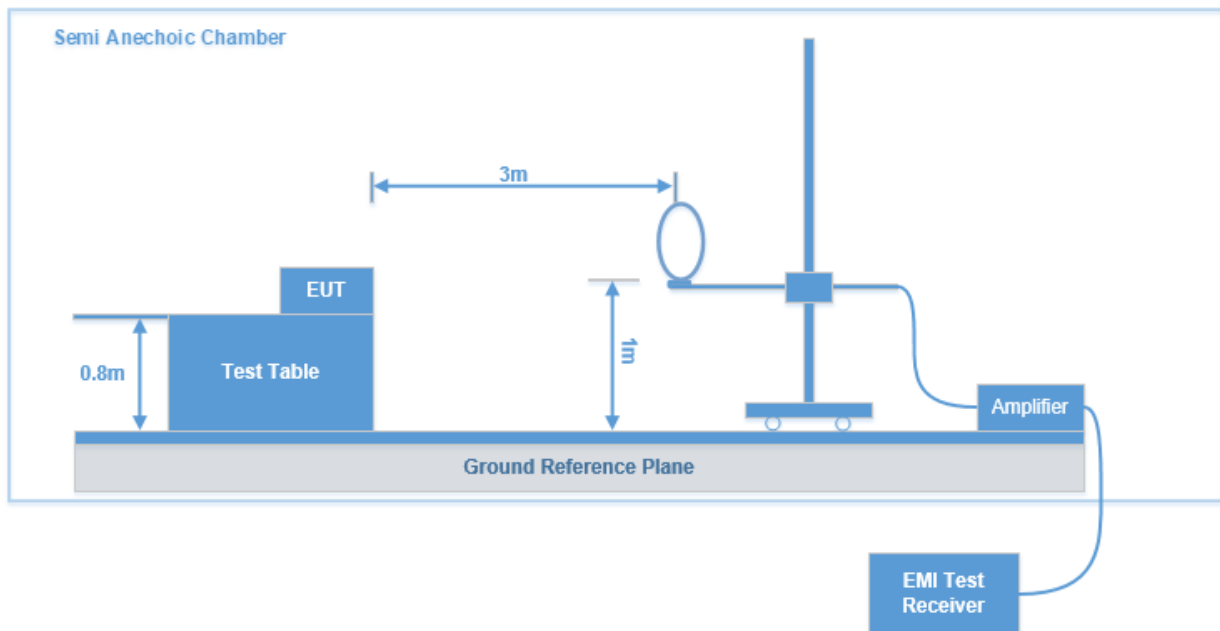 Semi Anechoic Chamber
3m
EUT
1m
0.8m
Test Table
Amplifier
Ground Reference Plane
EMI Test
Receiver